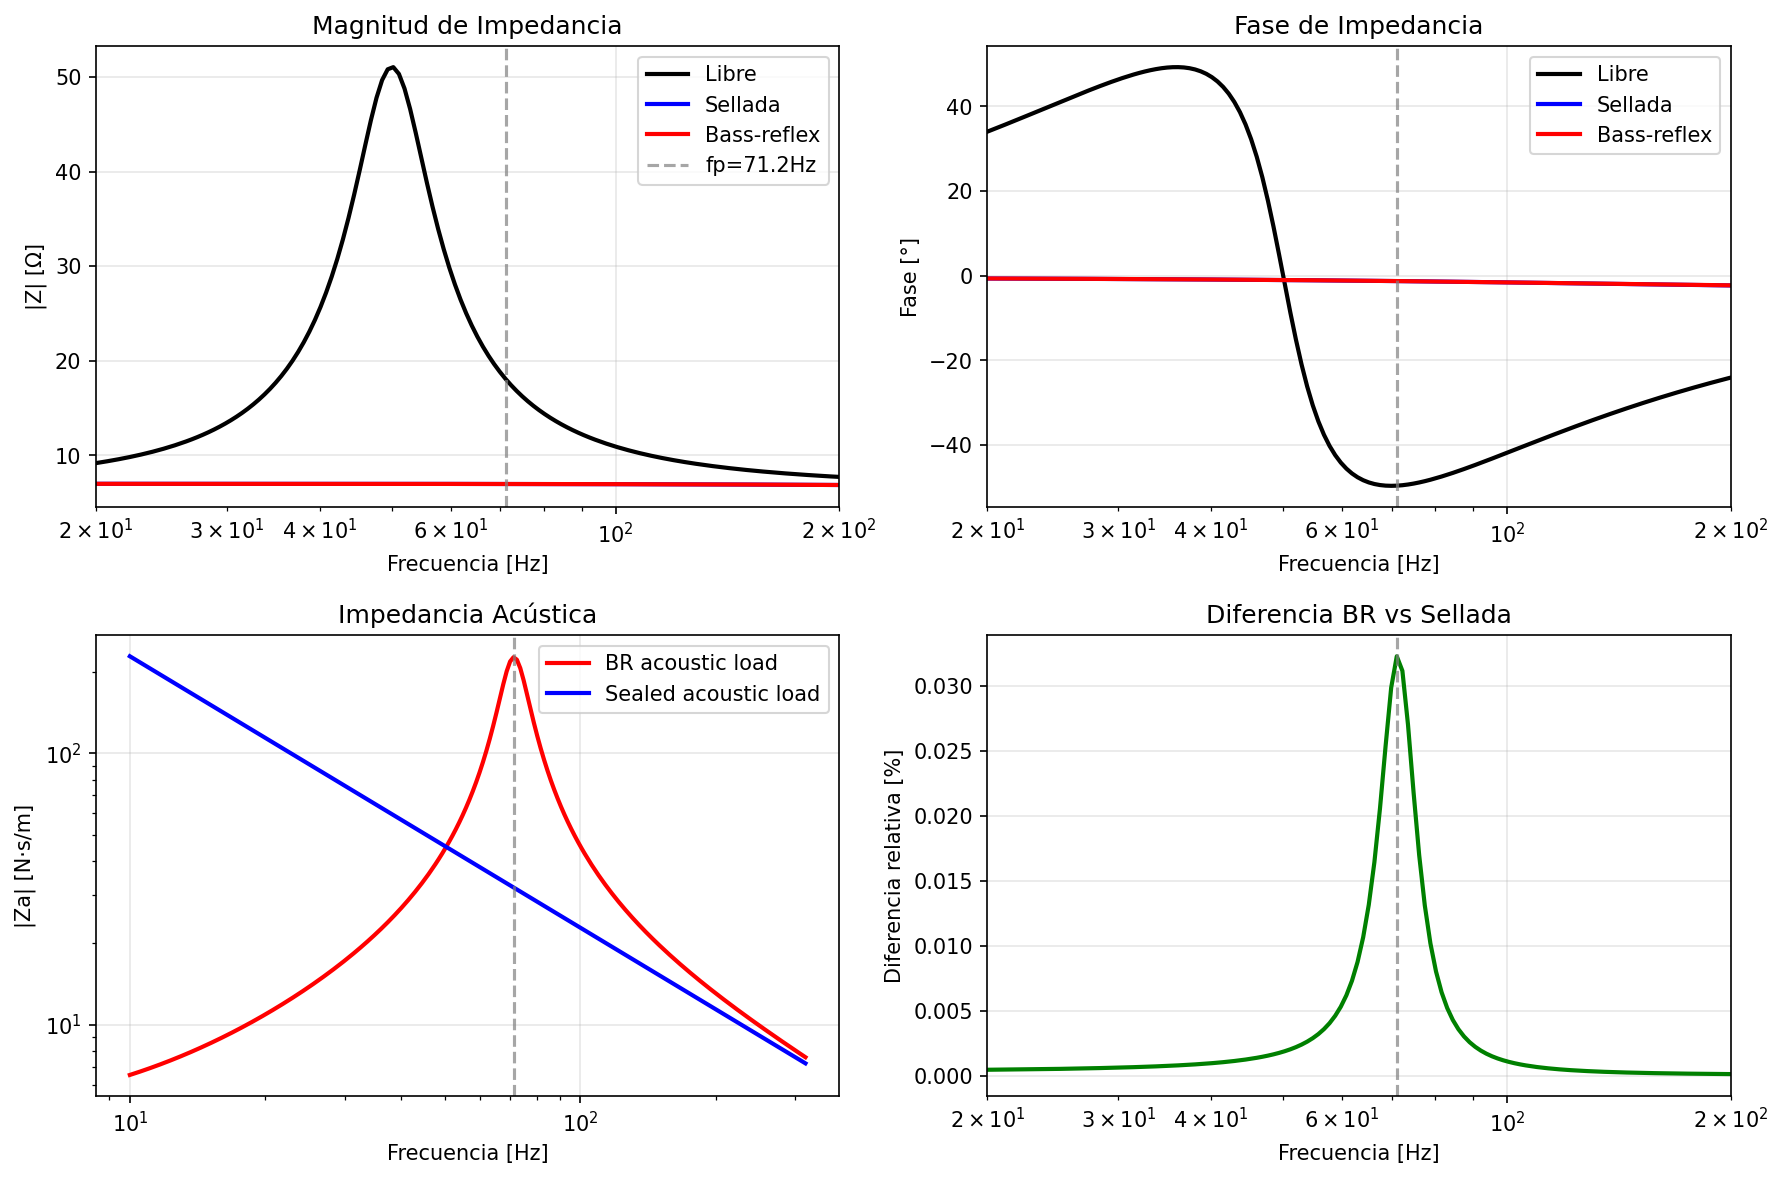 Magnitud de Impedancia
|Z| [Ω]
50
40
30
20
10
Libre
Sellada
Bass-reflex
fp=71.2Hz
2 × 10¹
3 × 10¹
4 × 10¹
6 × 10¹
10²
2 × 10²
Frecuencia [Hz]
Fase de Impedancia
Fase [°]
40
20
0
−20
−40
Libre
Sellada
Bass-reflex
2 × 10¹
3 × 10¹
4 × 10¹
6 × 10¹
10²
2 × 10²
Frecuencia [Hz]
Impedancia Acústica
|Za| [N·s/m]
10²
10¹
BR acoustic load
Sealed acoustic load
10¹
10²
Frecuencia [Hz]
Diferencia BR vs Sellada
Diferencia relativa [%]
0.030
0.025
0.020
0.015
0.010
0.005
0.000
2 × 10¹
3 × 10¹
4 × 10¹
6 × 10¹
10²
2 × 10²
Frecuencia [Hz]